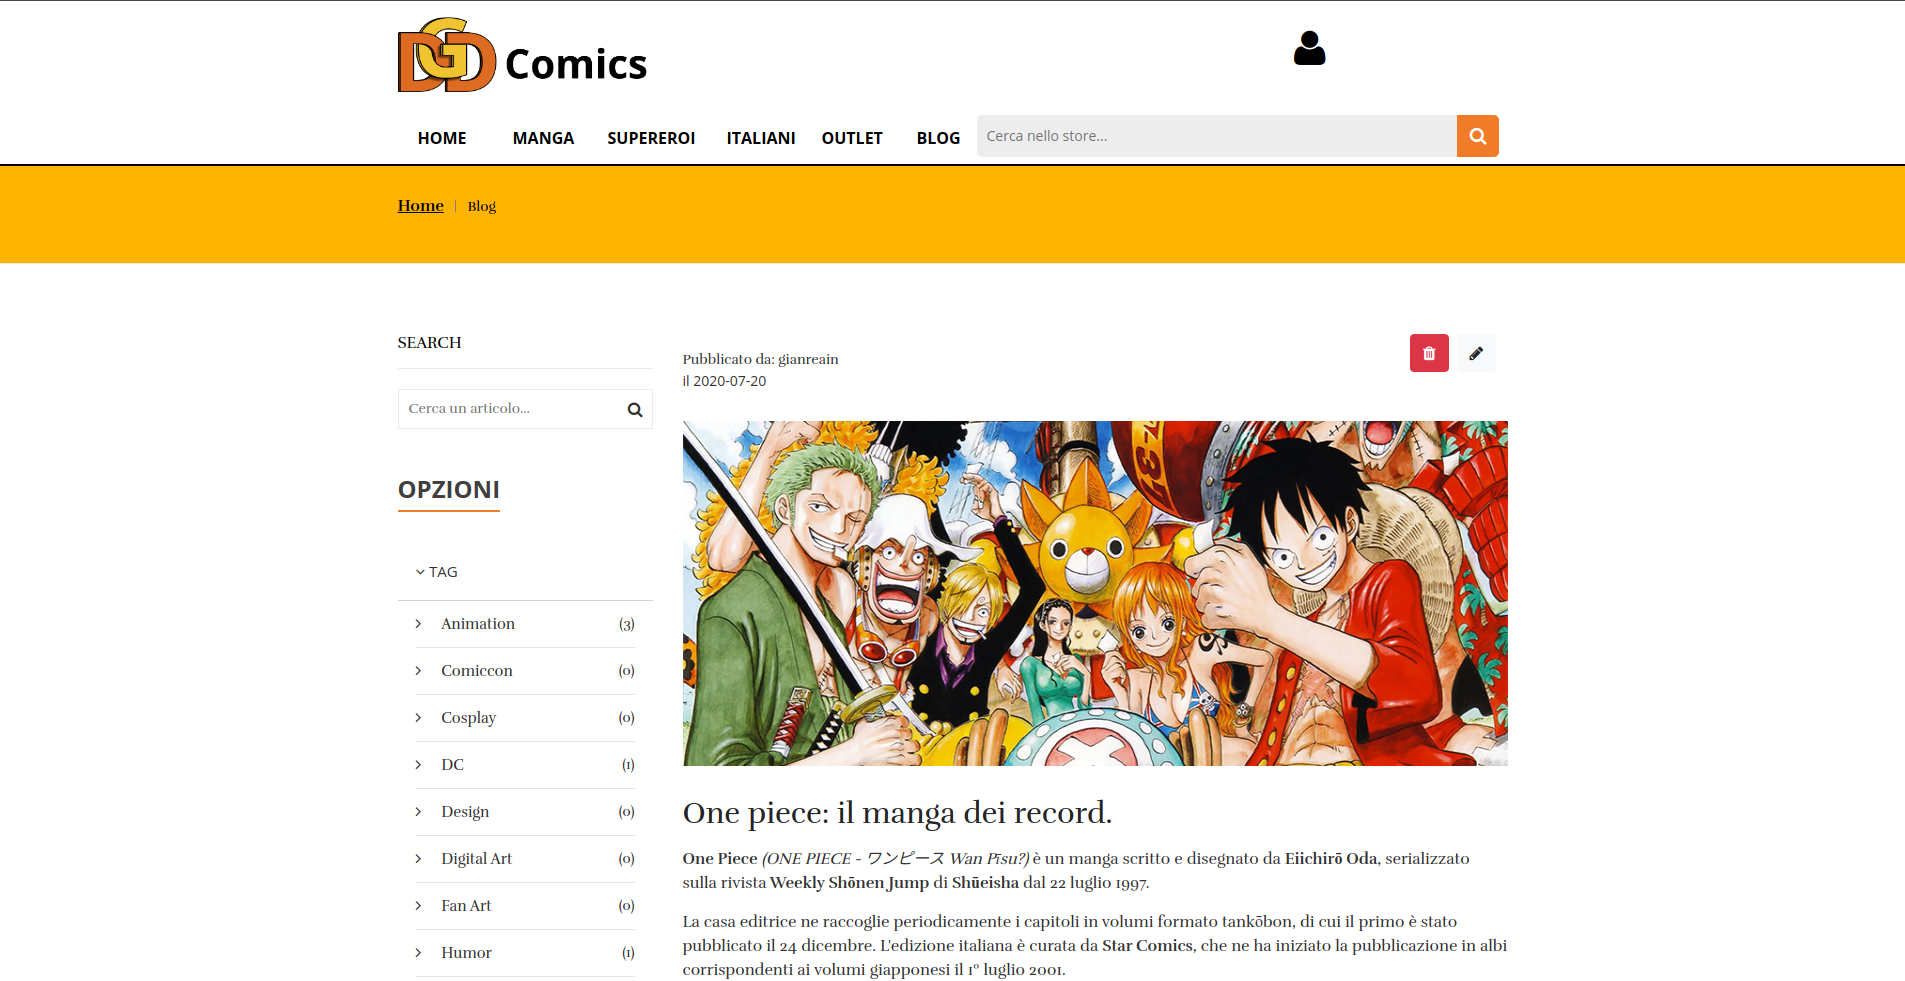 DGD Comics
HOME MANGA SUPEREROI ITALIANI OUTLET BLOG Cerca nello store...
Home | Blog
SEARCH
Cerca un articolo...
OPZIONI
TAG
Animation (3)
Comiccon (0)
Cosplay (0)
DC (1)
Design (0)
Digital Art (0)
Fan Art (0)
Humor (1)
Pubblicato da: gianreain
il 2020-07-20
One piece: il manga dei record.
One Piece (ONE PIECE - ワンピース Wan Pīsu?) è un manga scritto e disegnato da Eiichirō Oda, serializzato
sulla rivista Weekly Shōnen Jump di Shūeisha dal 22 luglio 1997.
La casa editrice ne raccoglie periodicamente i capitoli in volumi formato tankōbon, di cui il primo è stato
pubblicato il 24 dicembre. L'edizione italiana è curata da Star Comics, che ne ha iniziato la pubblicazione in albi
corrispondenti ai volumi giapponesi il 1° luglio 2001.